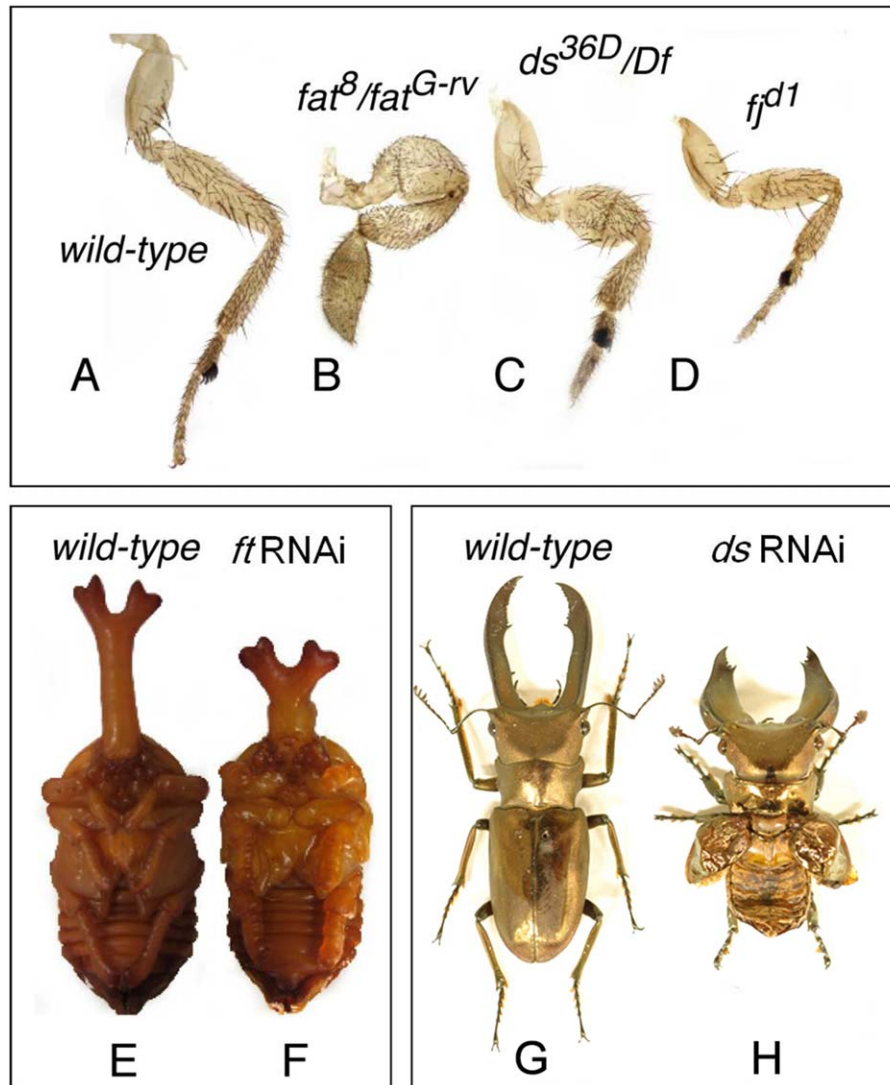 wild-type
A
fat8/fatG-rv
B
ds36D/Df
C
fjd1
D
wild-type
ft RNAi
E
F
wild-type
ds RNAi
G
H